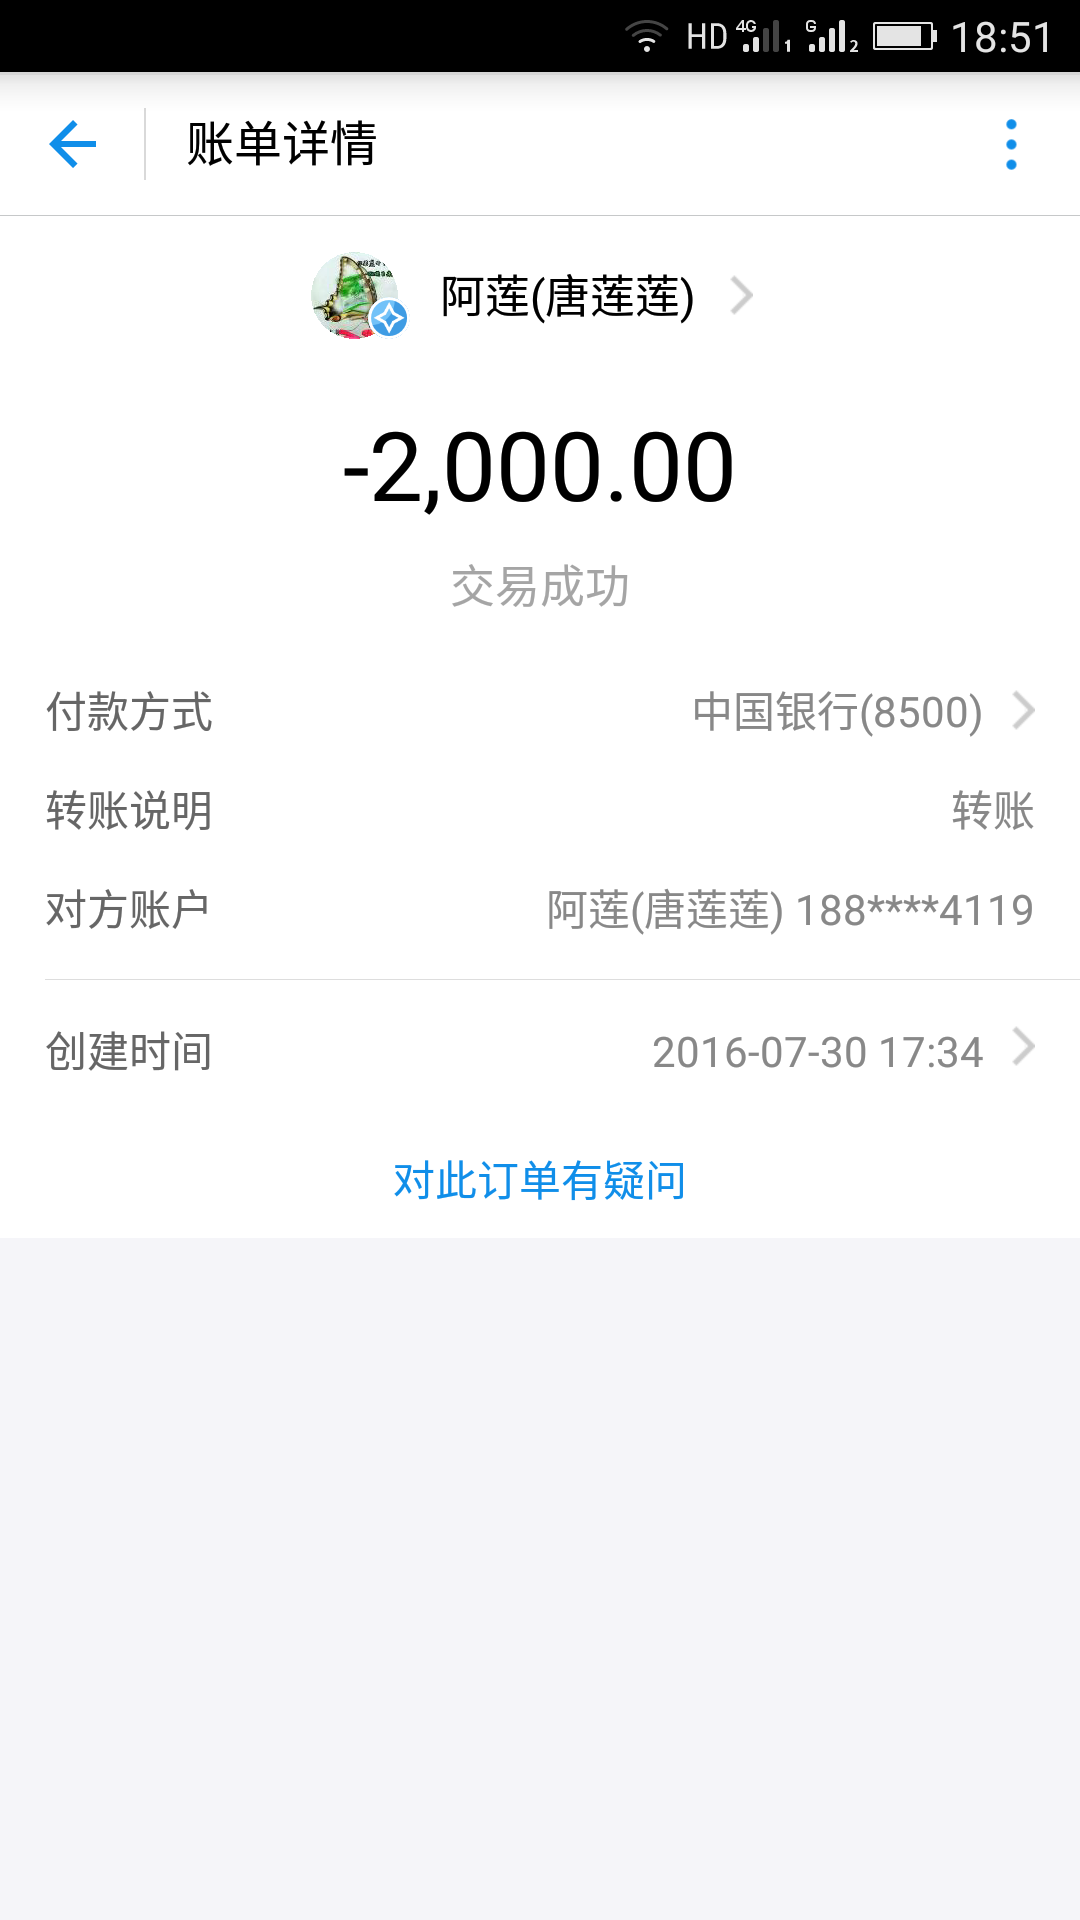 HD 4G 1 G 2 18:51
账单详情
阿莲(唐莲莲)
-2,000.00
交易成功
付款方式 中国银行(8500)
转账说明 转账
对方账户 阿莲(唐莲莲) 188****4119
创建时间 2016-07-30 17:34
对此订单有疑问